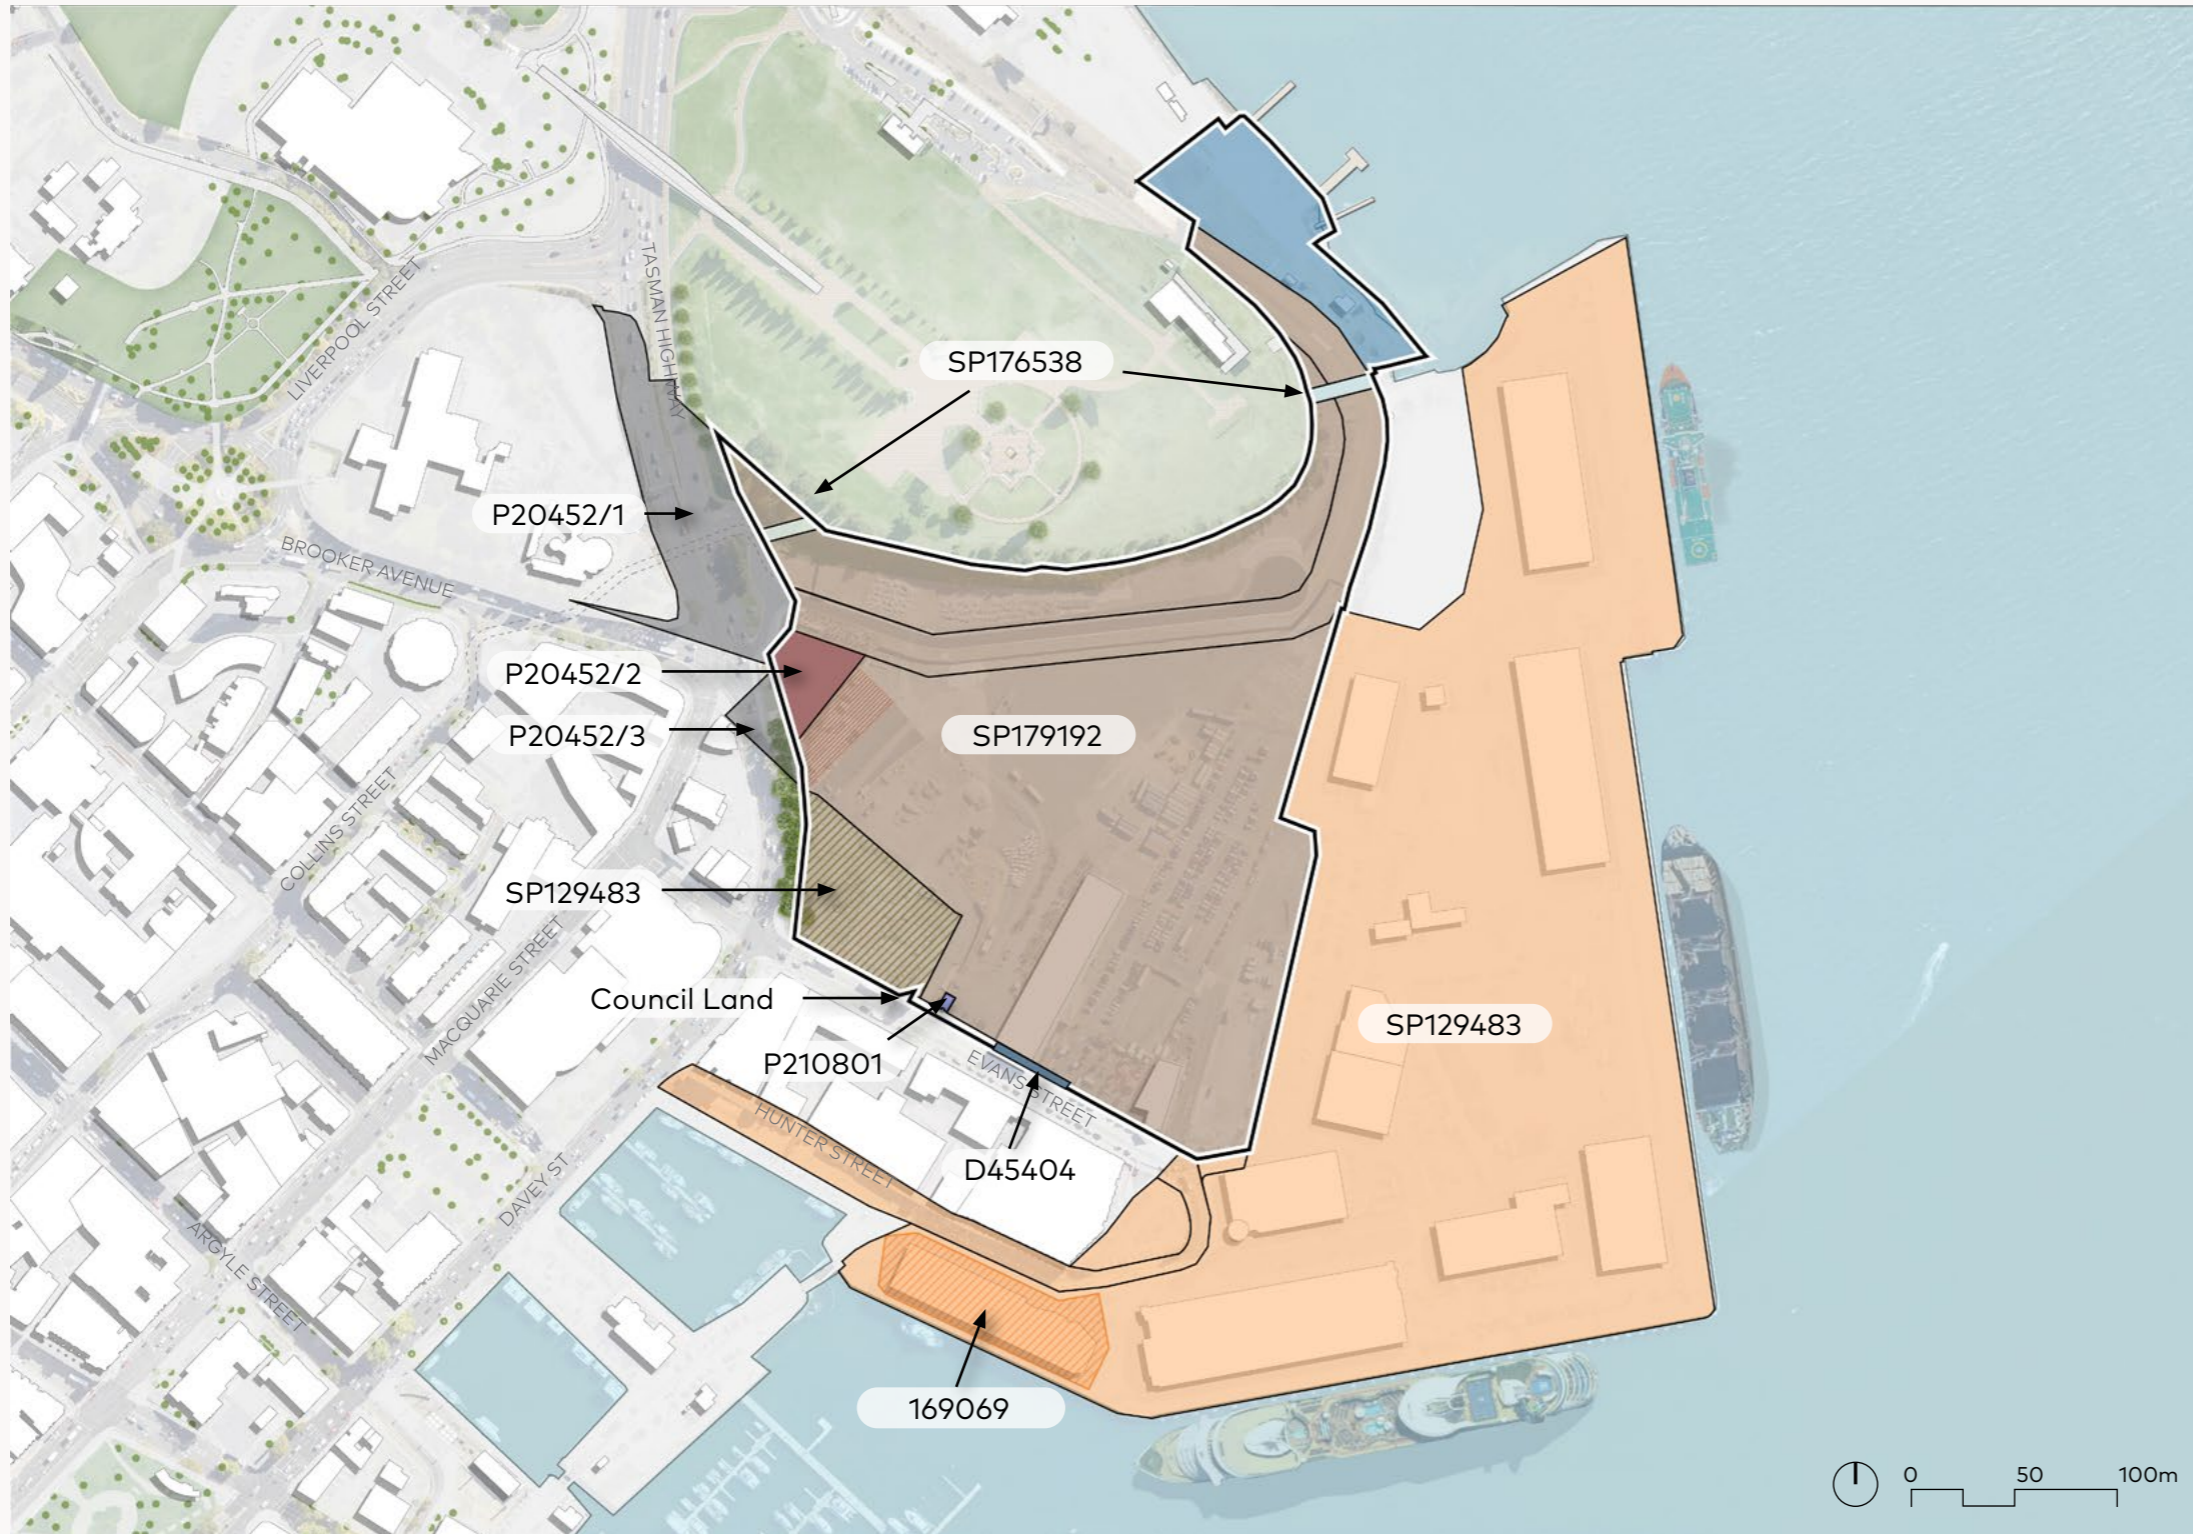 TASMAN HIGHWAY
LIVERPOOL STREET
SP176538
P20452/1
BROOKER AVENUE
P20452/2
P20452/3
SP179192
COLLINS STREET
SP129483
MACQUARIE STREET
Council Land
SP129483
P210801
EVANS STREET
HUNTER STREET
D45404
DAVEY ST
ARGYLE STREET
169069
0 50 100m